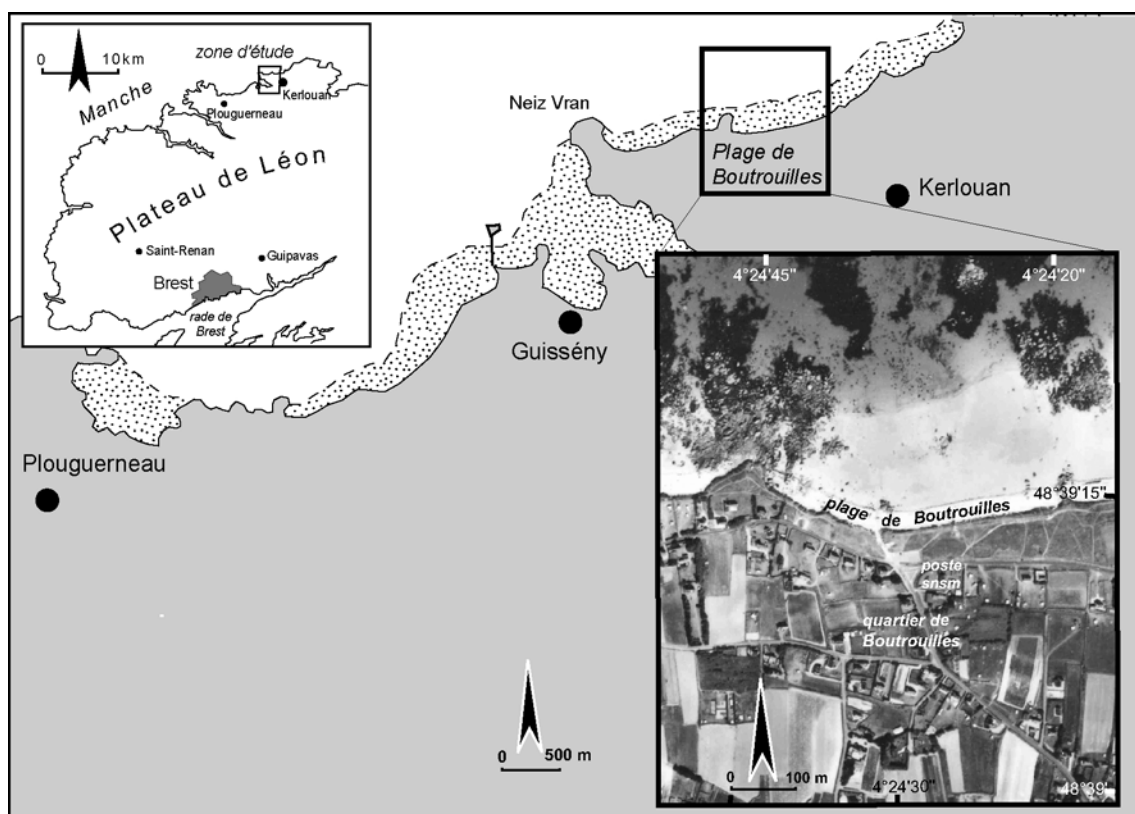 0 10km
zone d'étude
Manche
Kerlouan
Plouguerneau
Plateau de Léon
Saint-Renan
Guipavas
Brest
rade de
Brest
Neiz Vran
Plage de
Boutrouilles
Kerlouan
Guissény
Plouguerneau
0 500 m
4°24'45"
4°24'20"
48°39'15"
plage de Boutrouilles
poste
snsm
quartier de
Boutrouilles
0 100 m
4°24'30"
48°39'